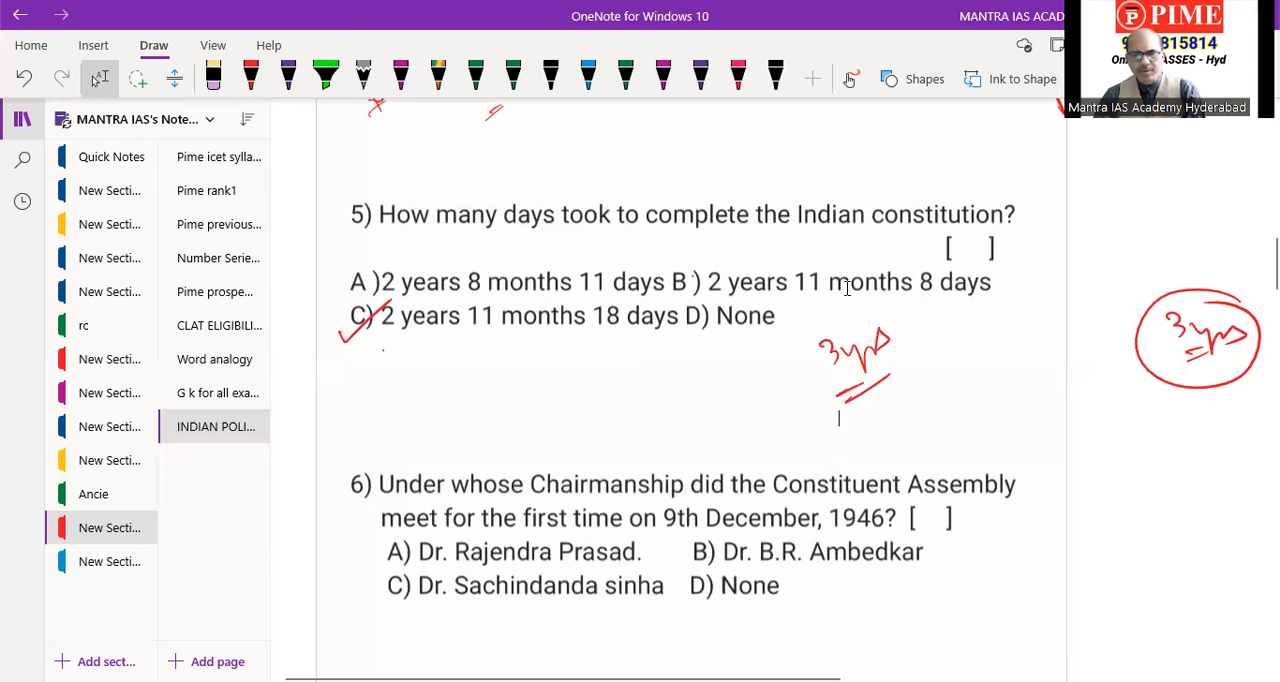 OneNote for Windows 10
MANTRA IAS ACAD
Home Insert Draw View Help
Shapes
Ink to Shape
PIME
815814
ASSES - Hyd
Mantra IAS Academy Hyderabad
MANTRA IAS's Note...
Quick Notes
New Secti...
New Secti...
Number Serie...
New Secti...
rc
New Secti...
New Secti...
New Secti...
New Secti...
Ancie
New Secti...
New Secti...
Add sect...
Pime icet sylla...
Pime rank1
Pime previous...
New Secti...
Pime prospe...
CLAT ELIGIBILI...
Word analogy
G k for all exa...
INDIAN POLI...
Add page
5) How many days took to complete the Indian constitution?
[ ]
A )2 years 8 months 11 days B ) 2 years 11 months 8 days
C) 2 years 11 months 18 days D) None
3 yrs
3 yrs
6) Under whose Chairmanship did the Constituent Assembly
meet for the first time on 9th December, 1946? [ ]
A) Dr. Rajendra Prasad. B) Dr. B.R. Ambedkar
C) Dr. Sachindanda sinha D) None